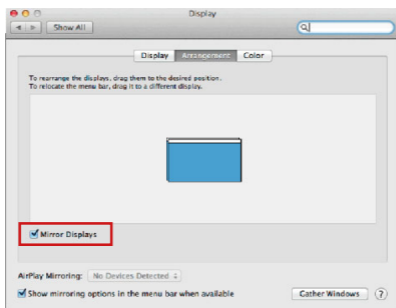 Display
Show All
Display Arrangement Color
To rearrange the displays, drag them to the desired position.
To relocate the menu bar, drag it to a different display.
Mirror Displays
AirPlay Mirroring: No Devices Detected
Show mirroring options in the menu bar when available
Gather Windows ?